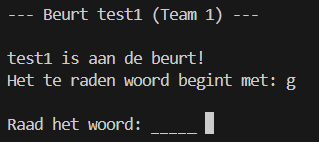 --- Beurt test1 (Team 1) ---
test1 is aan de beurt!
Het te raden woord begint met: g
Raad het woord: _____